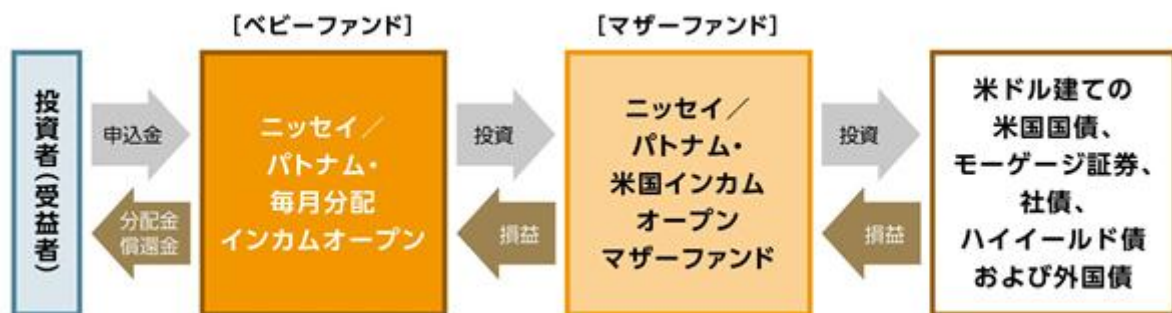 [ベビーファンド]
[マザーファンド]
投資者(受益者)
申込金
分配金
償還金
ニッセイ／
パトナム・
毎月分配
インカムオープン
投資
損益
ニッセイ／
パトナム・
米国インカム
オープン
マザーファンド
投資
損益
米ドル建ての
米国国債、
モーゲージ証券、
社債、
ハイイールド債
および外国債